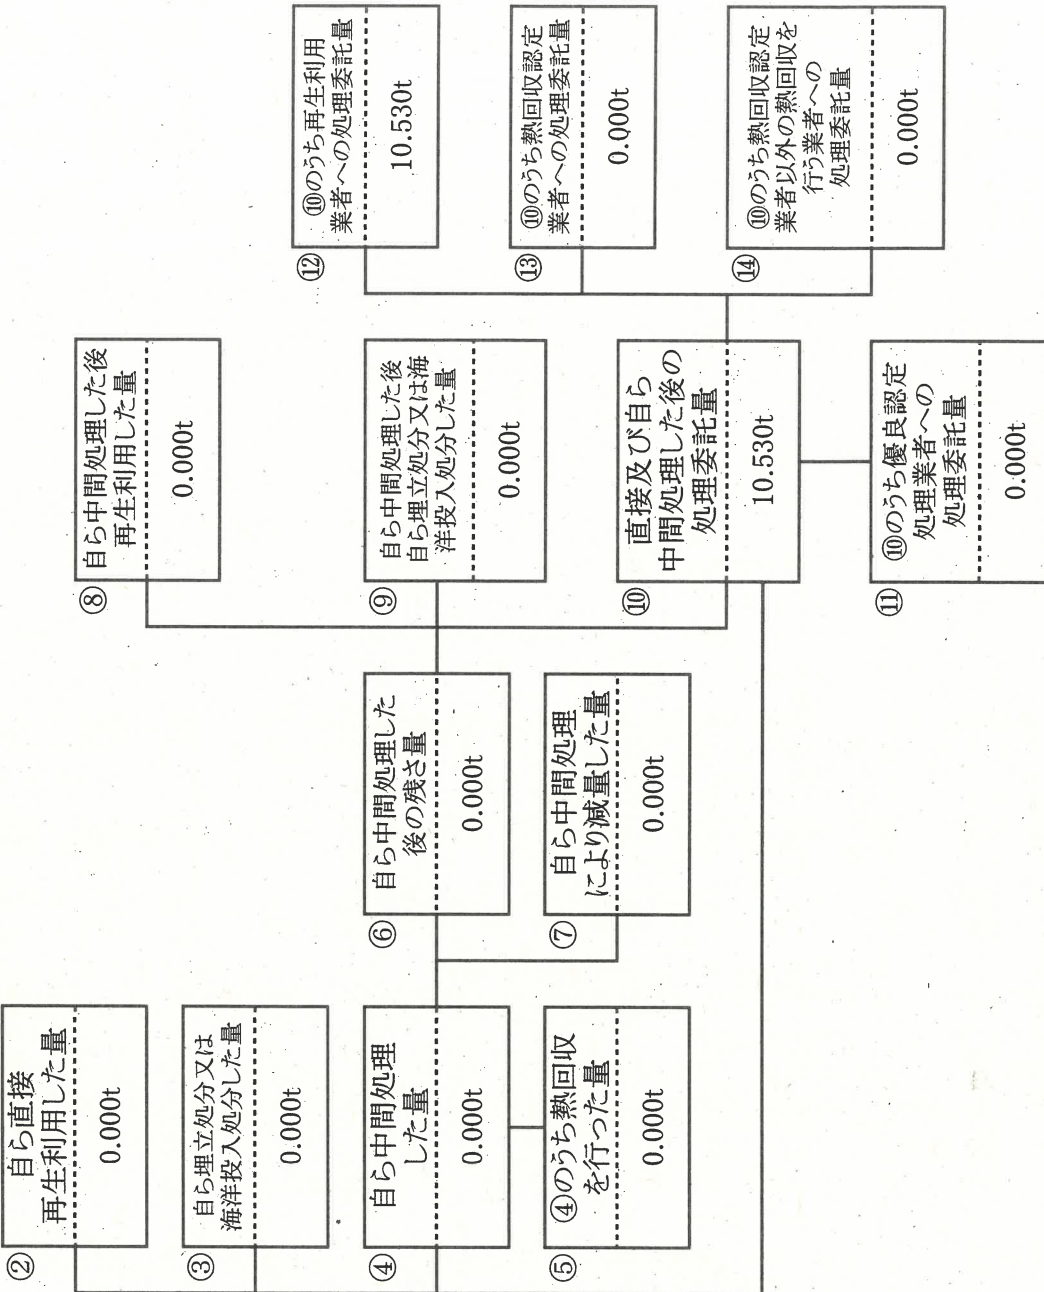 ②
自ら直接
再生利用した量
0.000t
③
自ら埋立処分又は
海洋投入処分した量
0.000t
④
自ら中間処理
した量
0.000t
⑤
④のうち熱回収
を行った量
0.000t
⑥
自ら中間処理した
後の残さ量
0.000t
⑦
自ら中間処理
により減量した量
0.000t
⑧
自ら中間処理した後
再生利用した量
0.000t
⑨
自ら中間処理した後
自ら埋立処分又は海
洋投入処分した量
0.000t
⑩
直接及び自ら
中間処理した後の
処理委託量
10.530t
⑪
⑩のうち優良認定
処理業者への
処理委託量
0.000t
⑫
⑩のうち再生利用
業者への処理委託量
10.530t
⑬
⑩のうち熱回収認定
業者への処理委託量
0.000t
⑭
⑩のうち熱回収認定
業者以外の熱回収を
行う業者への
処理委託量
0.000t